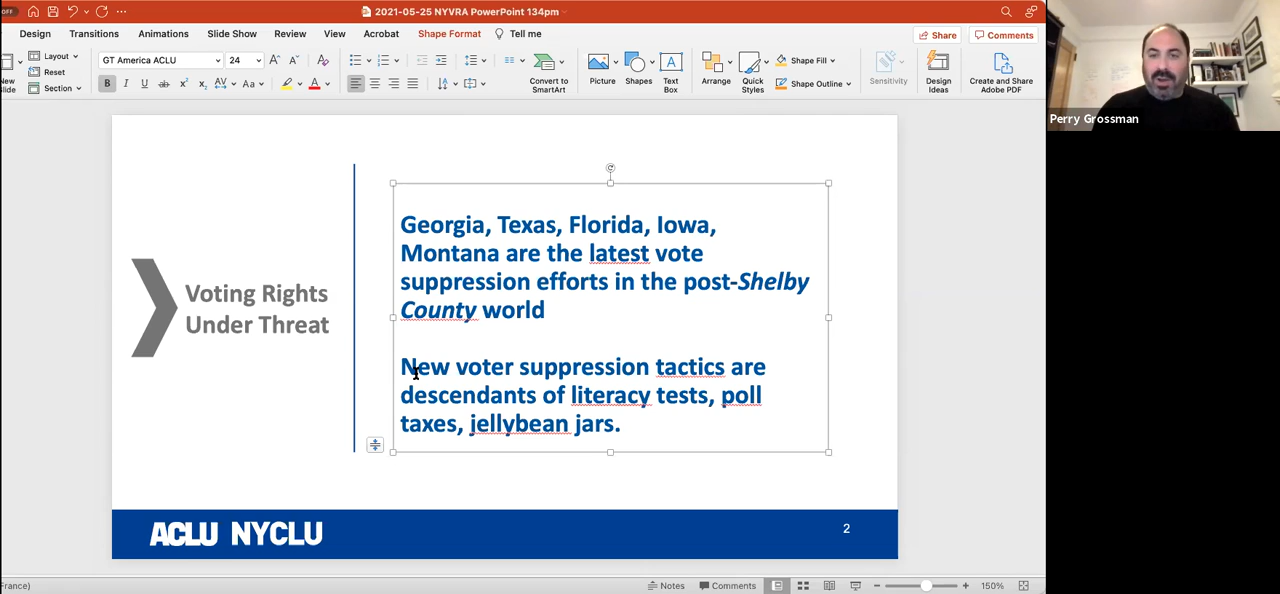 OFF
2021-05-25 NYVRA PowerPoint 134pm
Design Transitions Animations Slide Show Review View Acrobat Shape Format Tell me
Share Comments
Layout
Reset
Section
New
Slide
GT America ACLU 24
Convert to
SmartArt
Picture Shapes Text
Box
Arrange Quick
Styles
Shape Fill
Shape Outline
Sensitivity
Design
Ideas
Create and Share
Adobe PDF
Perry Grossman
Voting Rights
Under Threat
Georgia, Texas, Florida, Iowa,
Montana are the latest vote
suppression efforts in the post-Shelby
County world
New voter suppression tactics are
descendants of literacy tests, poll
taxes, jellybean jars.
ACLU NYCLU
2
France)
Notes Comments 150%